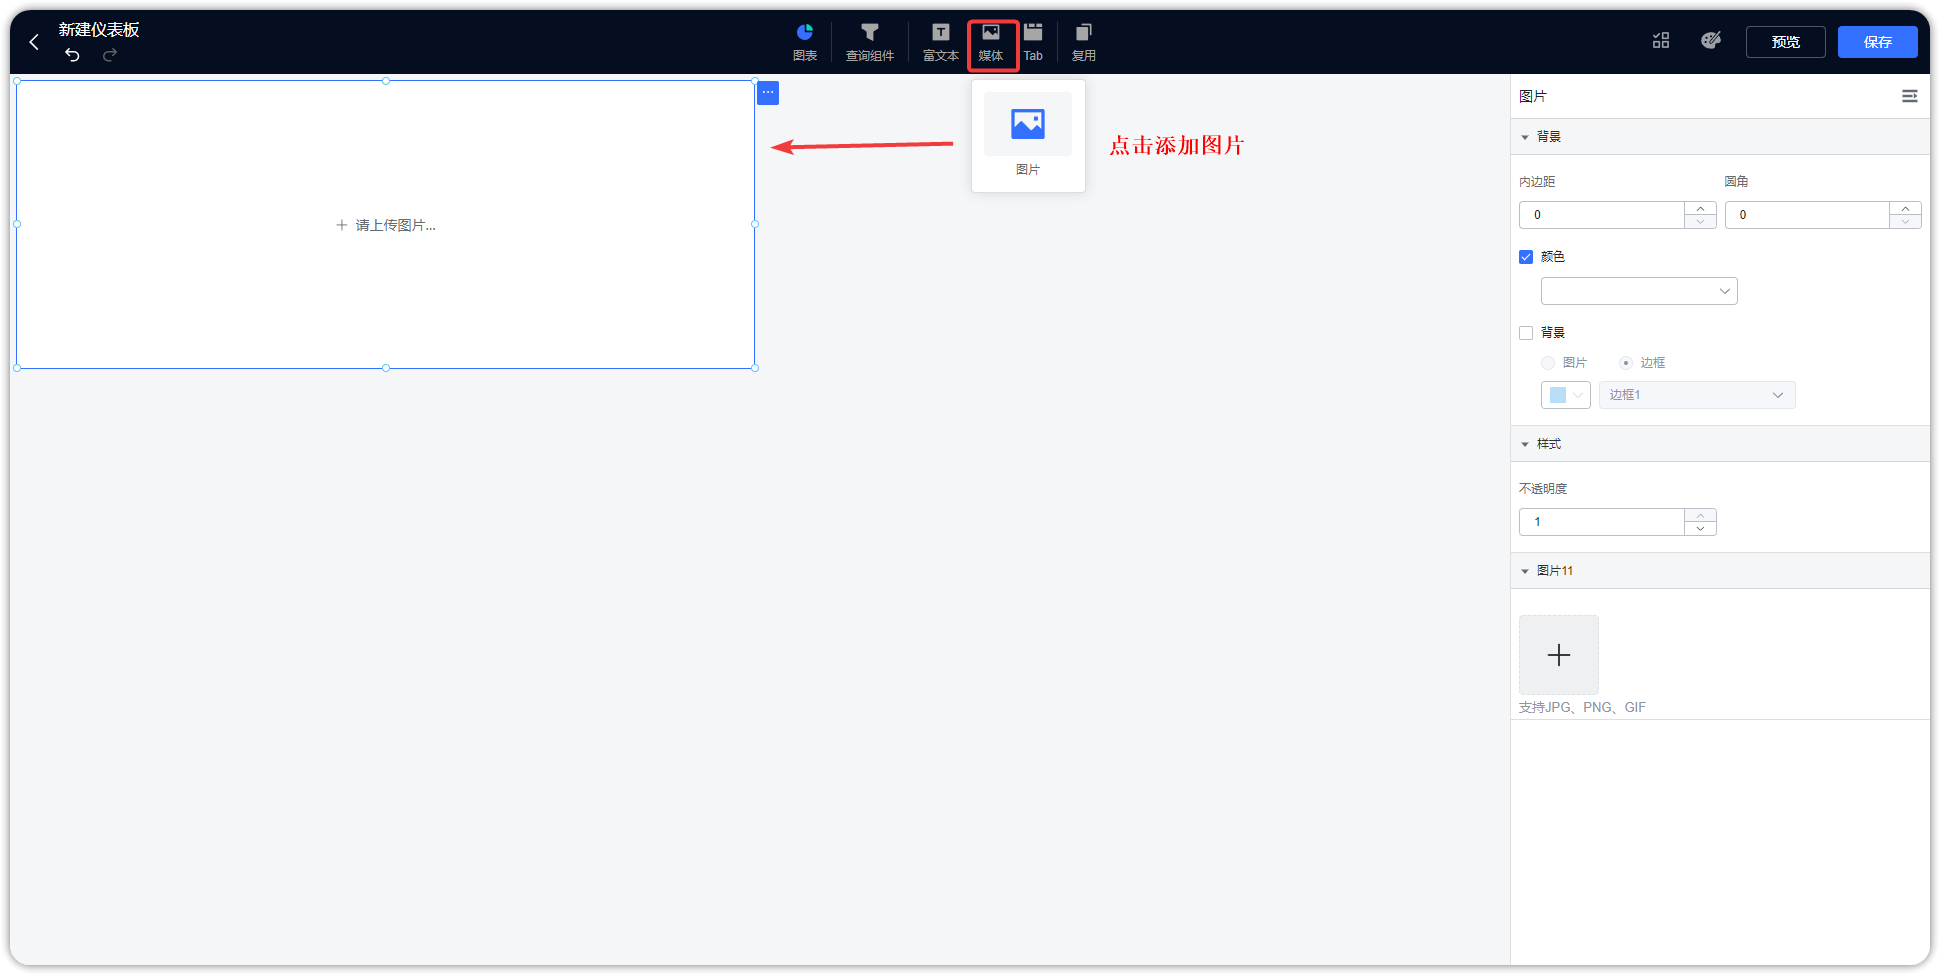 新建仪表板
图表
查询组件
富文本
媒体
Tab
复用
预览
保存
图片
点击添加图片
+ 请上传图片...
图片
背景
内边距
圆角
0
0
颜色
背景
图片
边框
边框1
样式
不透明度
1
图片11
支持JPG、PNG、GIF